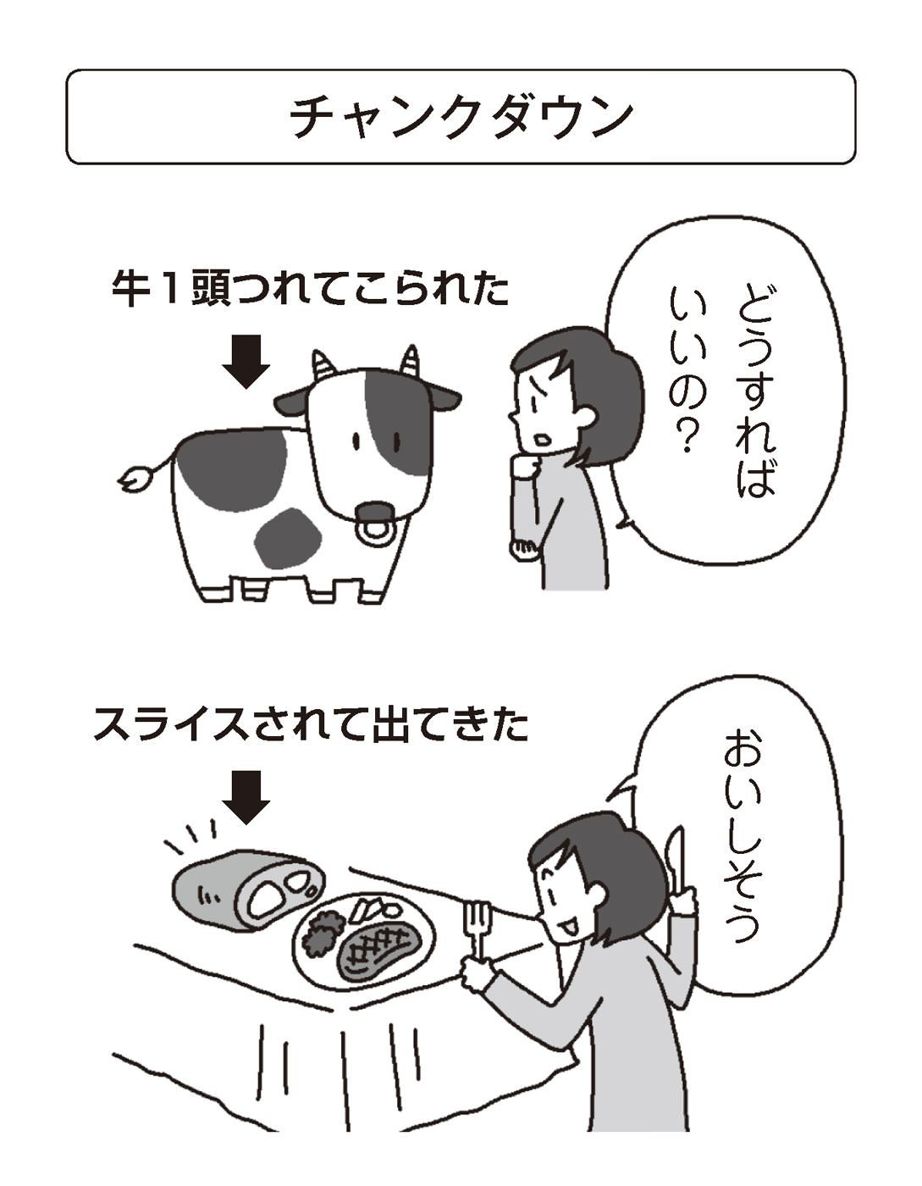 チャンクダウン
牛1頭つれてこられた
どうすれば
いいの?
スライスされて出てきた
おいしそう